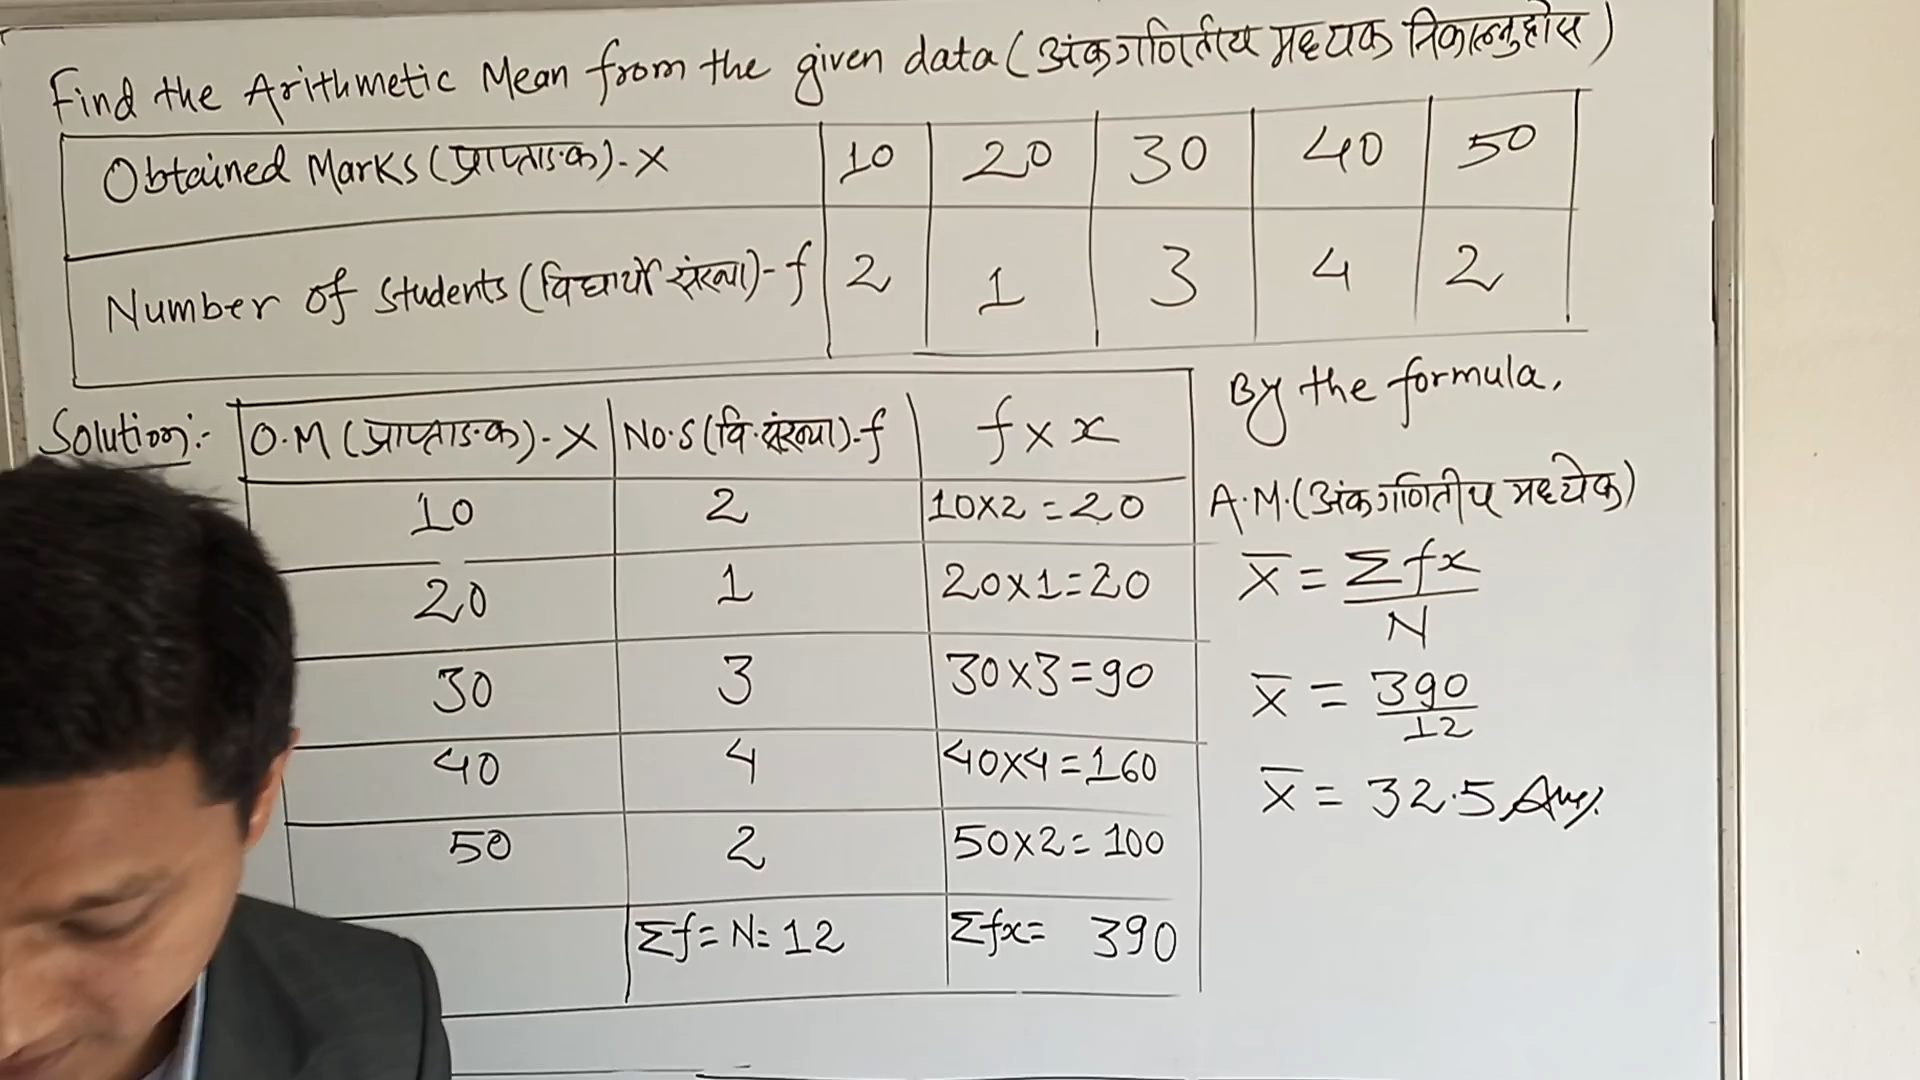 Find the Arithmetic Mean from the given data (अंकगणितीय मध्यक निकाल्नुहोस)
Obtained Marks (प्राप्ताङ्क) - X 10 20 30 40 50
Number of Students (विद्यार्थी संख्या) - f 2 1 3 4 2
Solution:-
O.M (प्राप्ताङ्क) - X No.S (वि.संख्या) - f f × x
10 2 10×2 = 20
20 1 20×1=20
30 3 30×3=90
40 4 40×4=160
50 2 50×2= 100
Σf= N= 12 Σfx= 390
By the formula,
A.M. (अंकगणितीय मध्यक)
X̄ = Σfx / N
X̄ = 390 / 12
X̄ = 32.5 Ans.